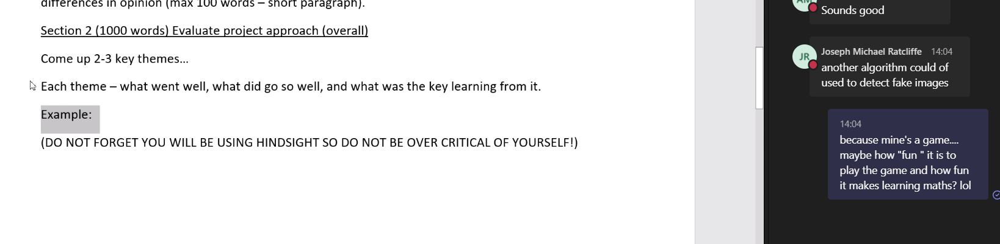 differences in opinion (max 100 words – short paragraph).
Section 2 (1000 words) Evaluate project approach (overall)
Come up 2-3 key themes...
Each theme – what went well, what did go so well, and what was the key learning from it.
Example:
(DO NOT FORGET YOU WILL BE USING HINDSIGHT SO DO NOT BE OVER CRITICAL OF YOURSELF!)
AM
Sounds good
JR
Joseph Michael Ratcliffe 14:04
another algorithm could of
used to detect fake images
14:04
because mine's a game....
maybe how "fun " it is to
play the game and how fun
it makes learning maths? lol